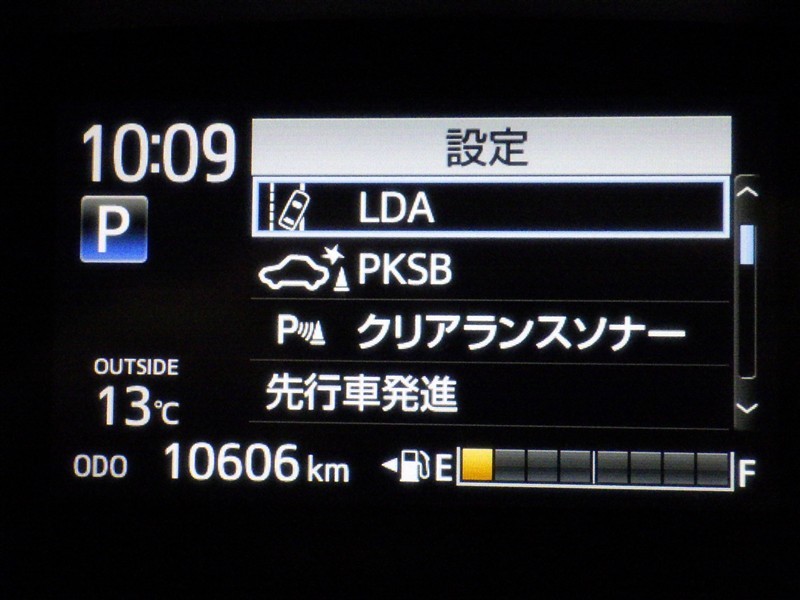 10:09
設定
P
LDA
PKSB
P クリアランスソナー
先行車発進
OUTSIDE
13℃
ODO 10606 km
E F